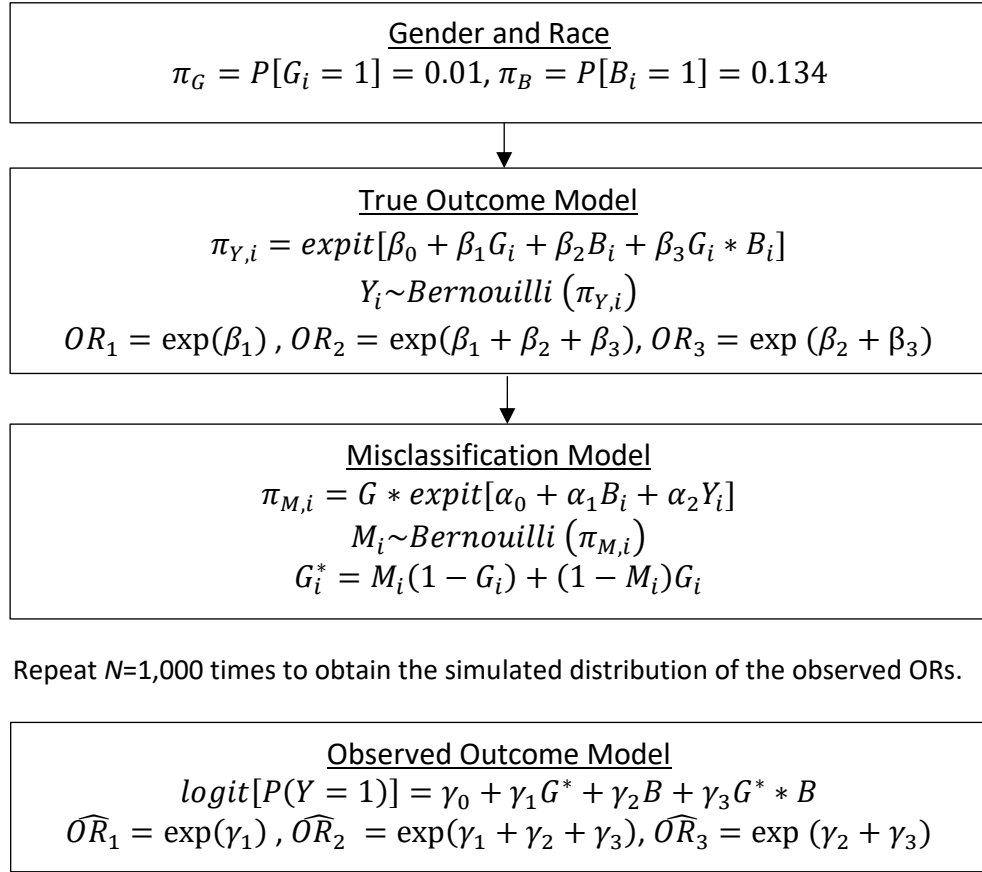 Gender and Race
π_G = P[G_i = 1] = 0.01, π_B = P[B_i = 1] = 0.134
True Outcome Model
π_{Y,i} = expit[β_0 + β_1G_i + β_2B_i + β_3G_i * B_i]
Y_i~Bernouilli (π_{Y,i})
OR_1 = exp(β_1) , OR_2 = exp(β_1 + β_2 + β_3), OR_3 = exp (β_2 + β_3)
Misclassification Model
π_{M,i} = G * expit[α_0 + α_1B_i + α_2Y_i]
M_i~Bernouilli (π_{M,i})
G_i^* = M_i(1 − G_i) + (1 − M_i)G_i
Repeat N=1,000 times to obtain the simulated distribution of the observed ORs.
Observed Outcome Model
logit[P(Y = 1)] = γ_0 + γ_1G^* + γ_2B + γ_3G^* * B
\widehat{OR}_1 = exp(γ_1) , \widehat{OR}_2 = exp(γ_1 + γ_2 + γ_3), \widehat{OR}_3 = exp (γ_2 + γ_3)